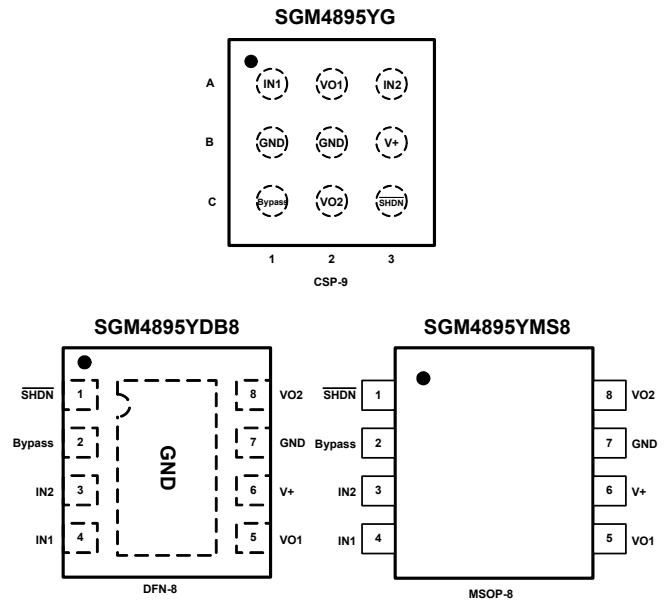 SGM4895YG
A IN1 VO1 IN2
B GND GND V+
C Bypass VO2 SHDN
1 2 3
CSP-9
SGM4895YDB8
SHDN 1 8 VO2
Bypass 2 7 GND
GND
IN2 3 6 V+
IN1 4 5 VO1
DFN-8
SGM4895YMS8
SHDN 1 8 VO2
Bypass 2 7 GND
IN2 3 6 V+
IN1 4 5 VO1
MSOP-8